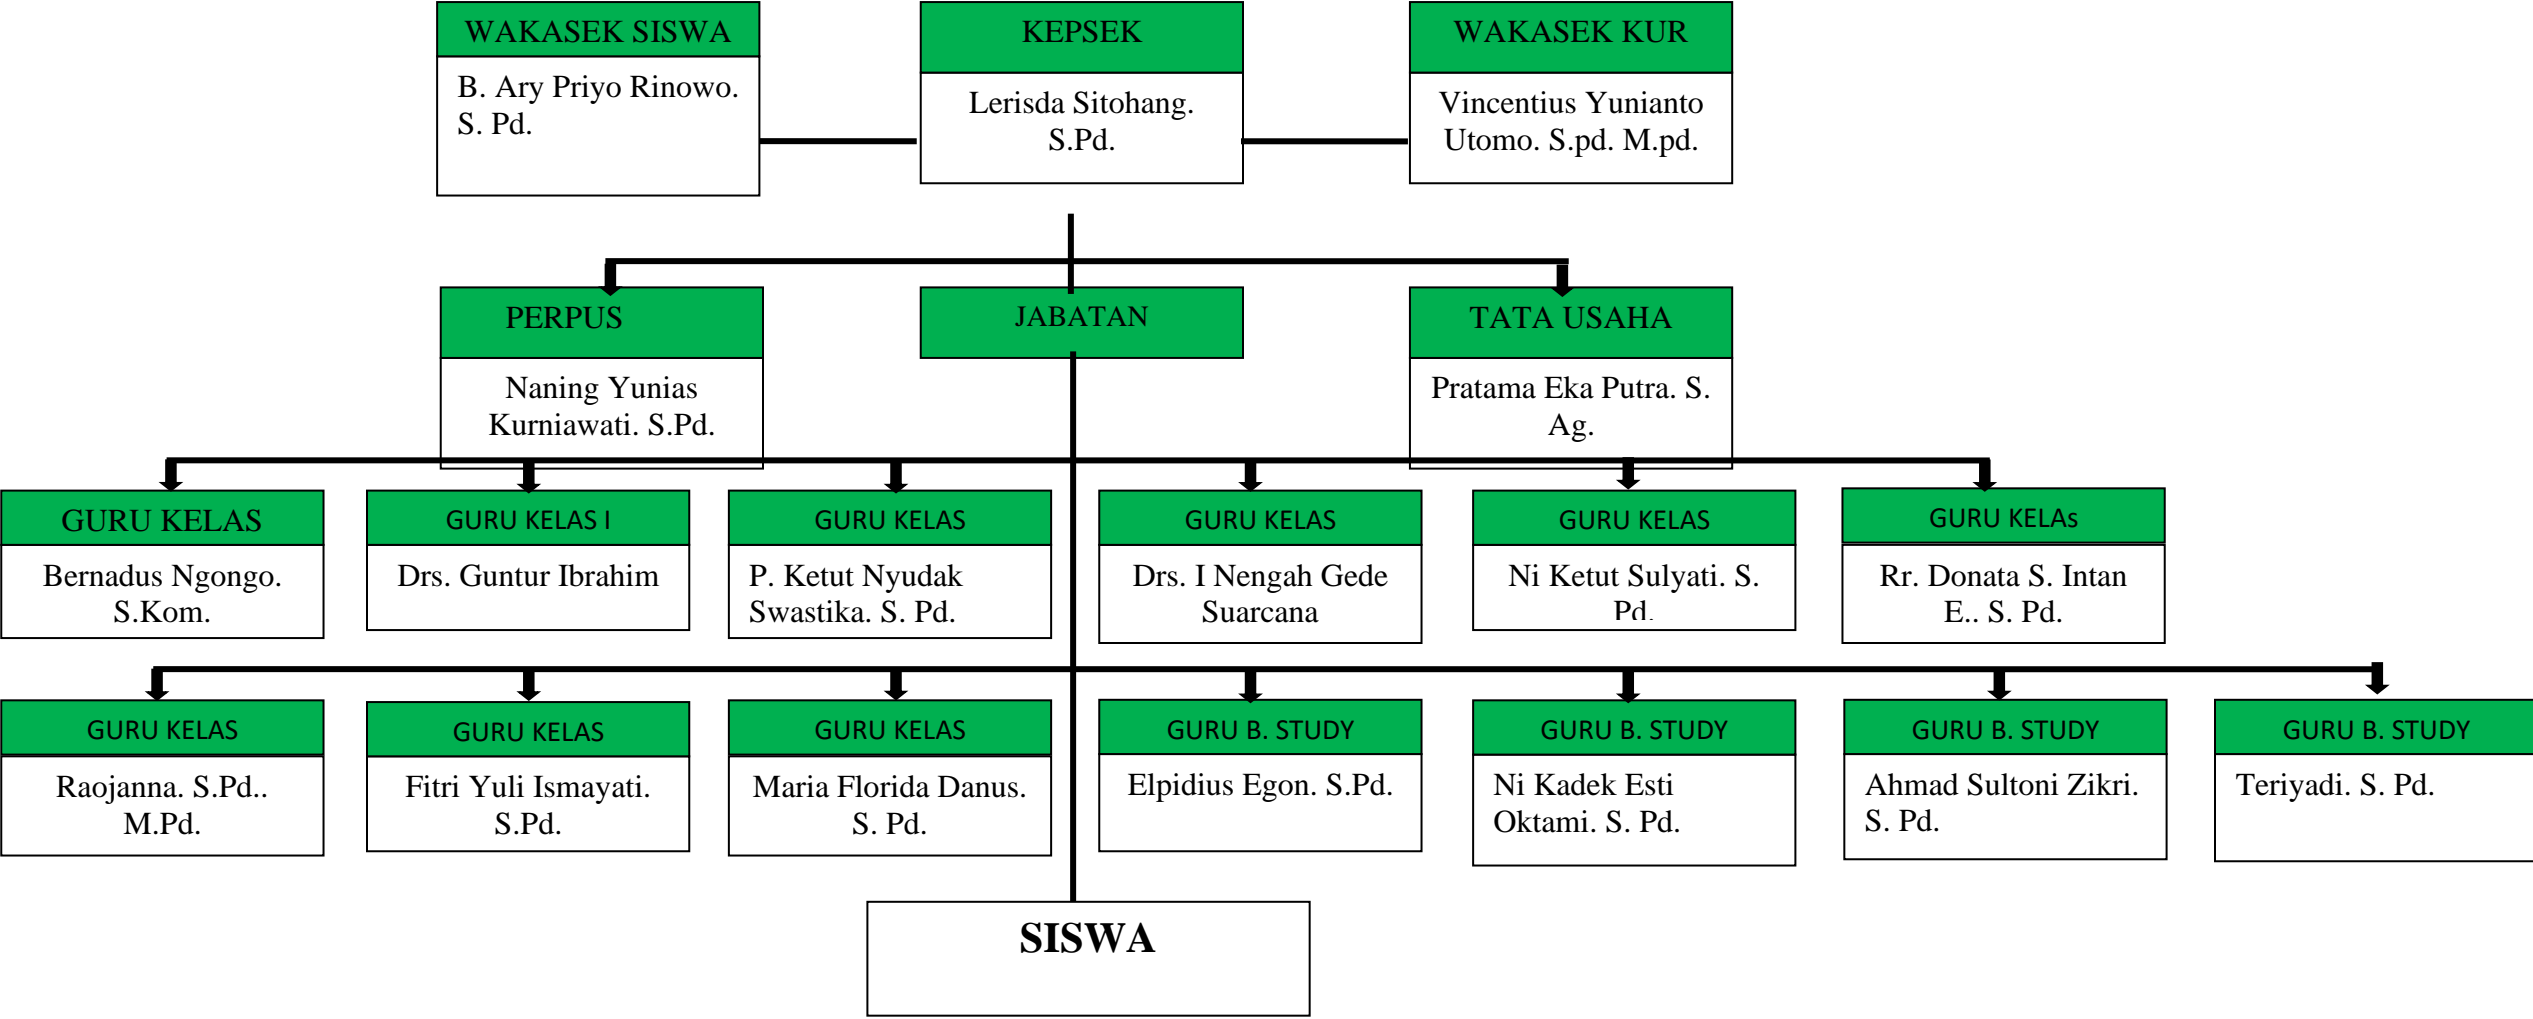 WAKASEK SISWA
B. Ary Priyo Rinowo.
S. Pd.
KEPSEK
Lerisda Sitohang.
S.Pd.
WAKASEK KUR
Vincentius Yunianto
Utomo. S.pd. M.pd.
PERPUS
Naning Yunias
Kurniawati. S.Pd.
JABATAN
TATA USAHA
Pratama Eka Putra. S.
Ag.
GURU KELAS
Bernadus Ngongo.
S.Kom.
GURU KELAS I
Drs. Guntur Ibrahim
GURU KELAS
P. Ketut Nyudak
Swastika. S. Pd.
GURU KELAS
Drs. I Nengah Gede
Suarcana
GURU KELAS
Ni Ketut Sulyati. S.
Pd.
GURU KELAs
Rr. Donata S. Intan
E.. S. Pd.
GURU KELAS
Raojanna. S.Pd..
M.Pd.
GURU KELAS
Fitri Yuli Ismayati.
S.Pd.
GURU KELAS
Maria Florida Danus.
S. Pd.
GURU B. STUDY
Elpidius Egon. S.Pd.
GURU B. STUDY
Ni Kadek Esti
Oktami. S. Pd.
GURU B. STUDY
Ahmad Sultoni Zikri.
S. Pd.
GURU B. STUDY
Teriyadi. S. Pd.
SISWA